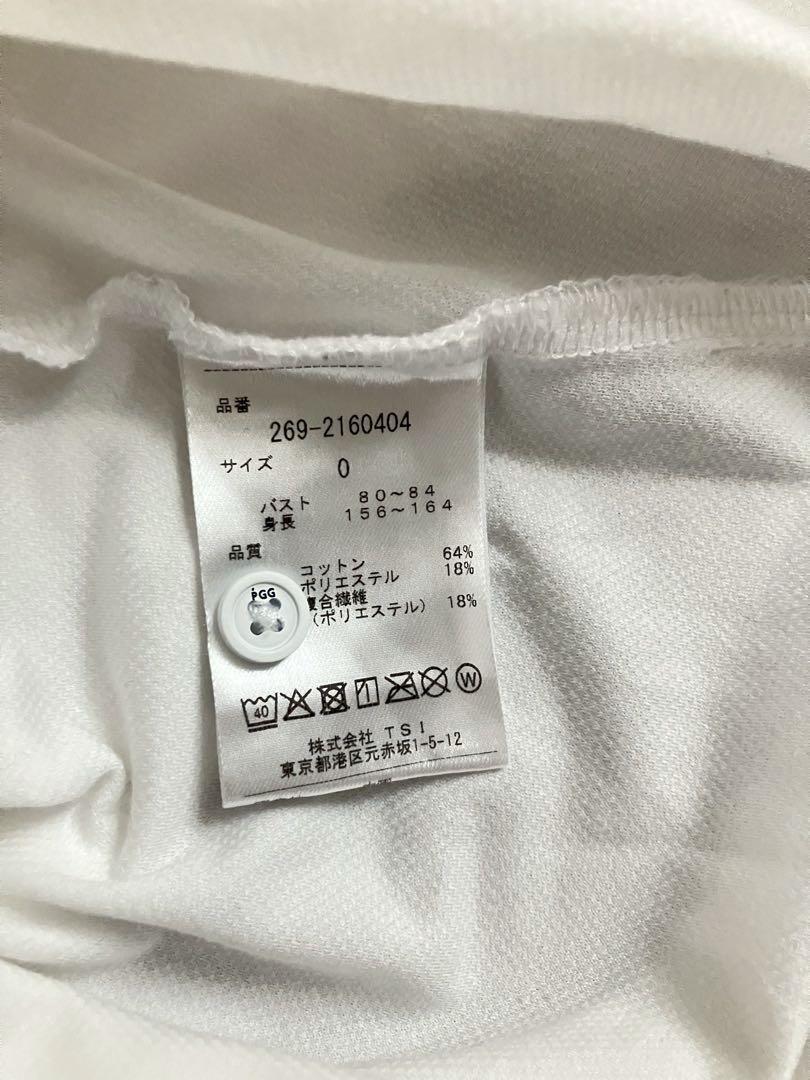 品番
269-2160404
サイズ 0
バスト 80〜84
身長 156〜164
品質
コットン 64%
ポリエステル 18%
複合繊維
(ポリエステル) 18%
PGG
40
W
株式会社 TSI
東京都港区元赤坂1-5-12